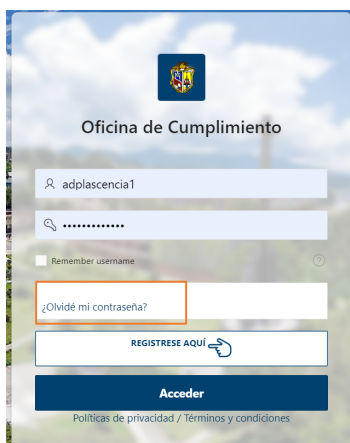 Oficina de Cumplimiento
adplascencia1
•••••••••••••
Remember username
¿Olvidé mi contraseña?
REGISTRESE AQUÍ
Acceder
Políticas de privacidad / Términos y condiciones